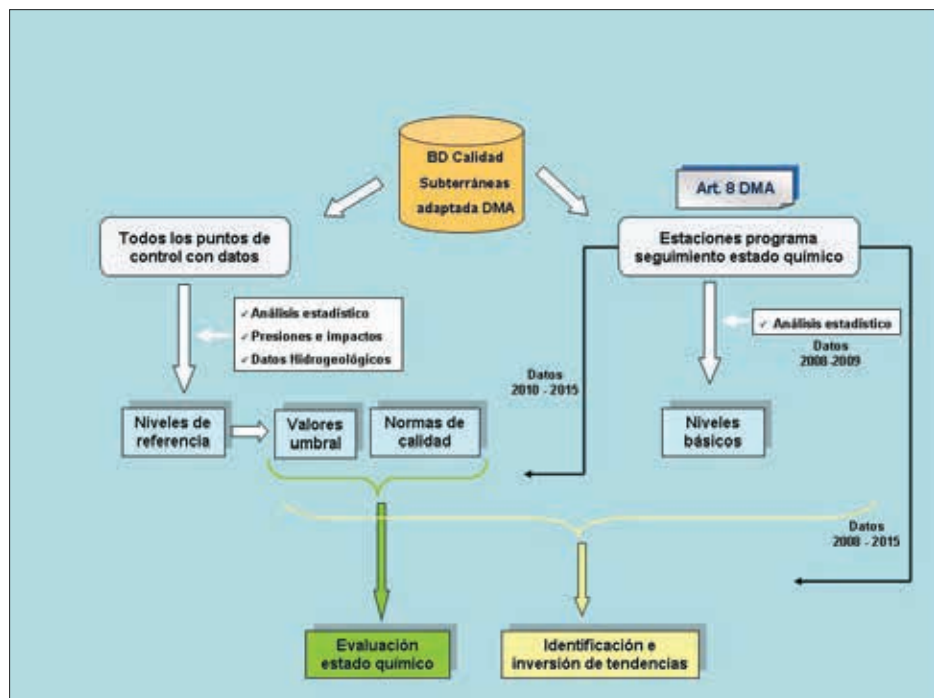 BD Calidad
Subterráneas
adaptada DMA
Art. 8 DMA
Todos los puntos de
control con datos
Estaciones programa
seguimiento estado químico
✓ Análisis estadístico
✓ Presiones e impactos
✓ Datos Hidrogeológicos
✓ Análisis estadístico
Datos
2008-2009
Datos
2010 - 2015
Niveles de
referencia
Valores
umbral
Normas de
calidad
Niveles
básicos
Datos
2008 - 2015
Evaluación
estado químico
Identificación e
inversión de tendencias